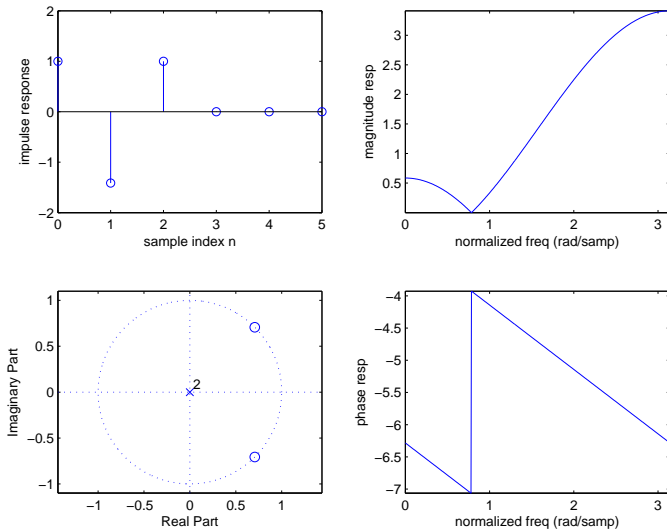 2
1
0
−1
−2
impulse response
0 1 2 3 4 5
sample index n
3
2.5
2
1.5
1
0.5
magnitude resp
0 1 2 3
normalized freq (rad/samp)
1
0.5
0
−0.5
−1
Imaginary Part
2
−1 −0.5 0 0.5 1
Real Part
−4
−4.5
−5
−5.5
−6
−6.5
−7
phase resp
0 1 2 3
normalized freq (rad/samp)